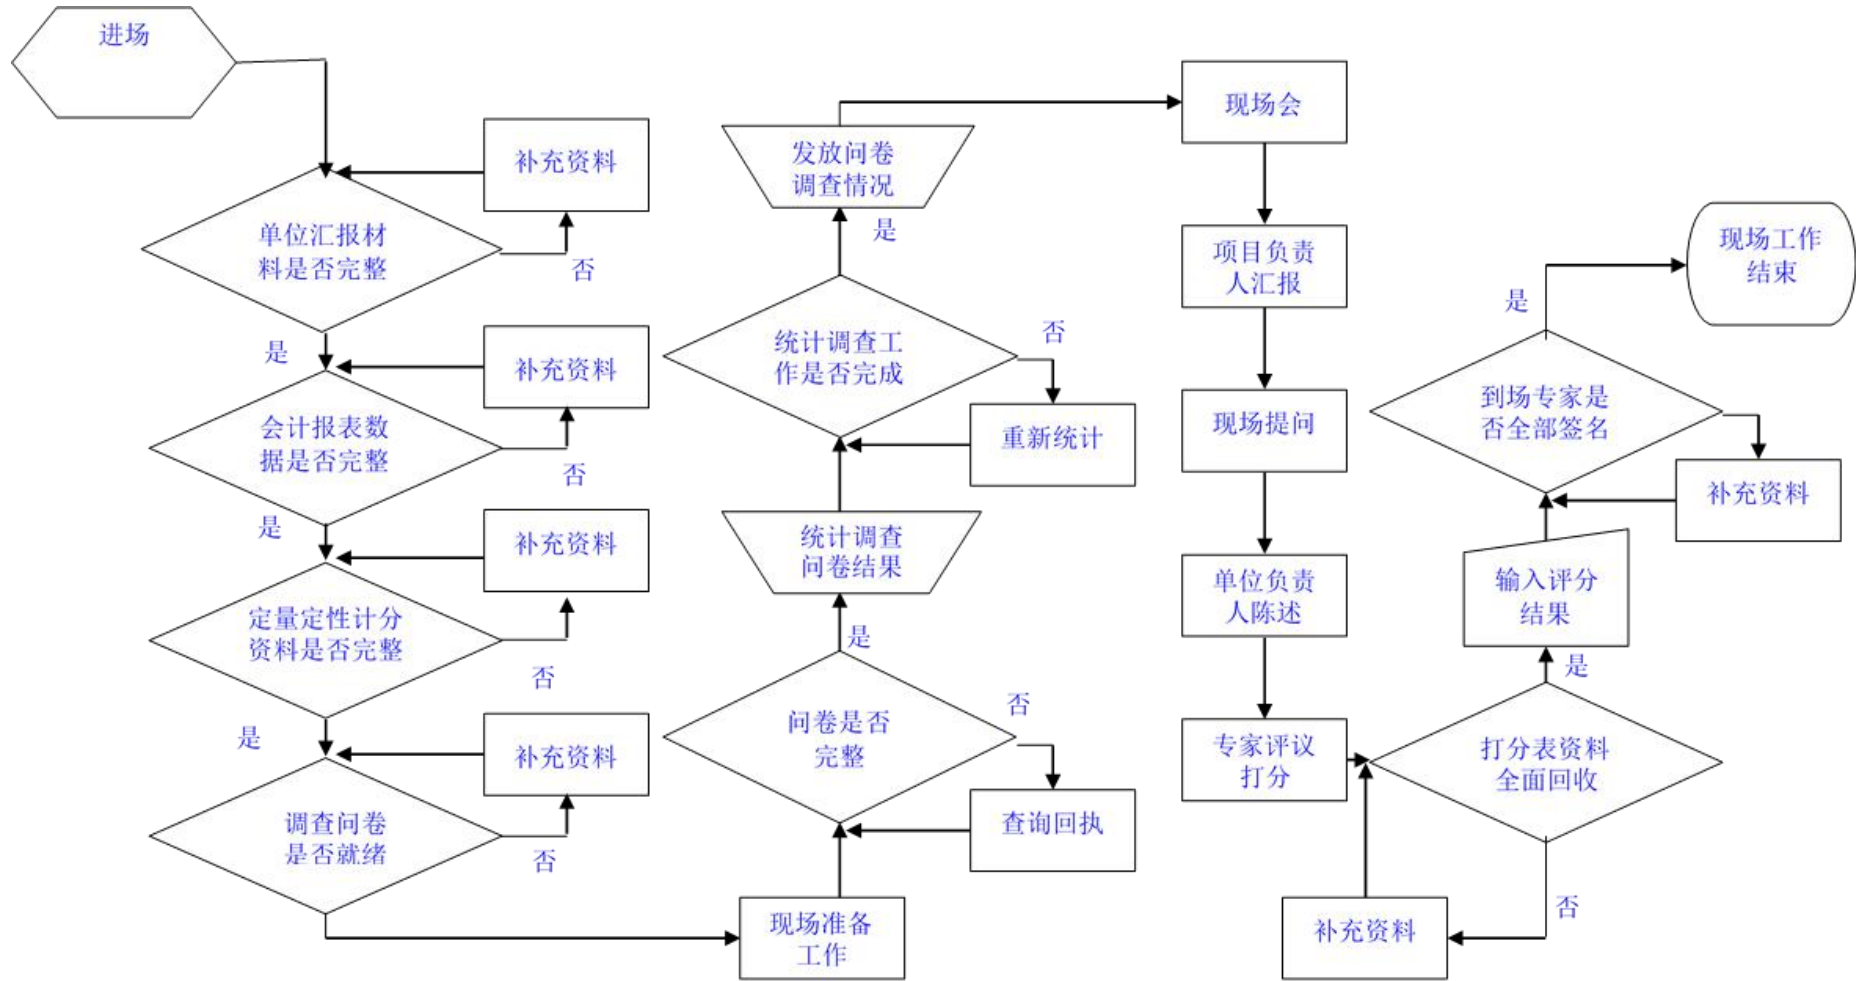 进场
补充资料
单位汇报材
料是否完整
否
是
补充资料
会计报表数
据是否完整
否
是
补充资料
定量定性计分
资料是否完整
否
是
补充资料
调查问卷
是否就绪
否
现场准备
工作
查询回执
问卷是否
完整
否
是
统计调查
问卷结果
重新统计
统计调查工
作是否完成
否
是
发放问卷
调查情况
现场会
项目负责
人汇报
现场提问
单位负责
人陈述
专家评议
打分
打分表资料
全面回收
否
补充资料
是
输入评分
结果
补充资料
到场专家是
否全部签名
是
现场工作
结束